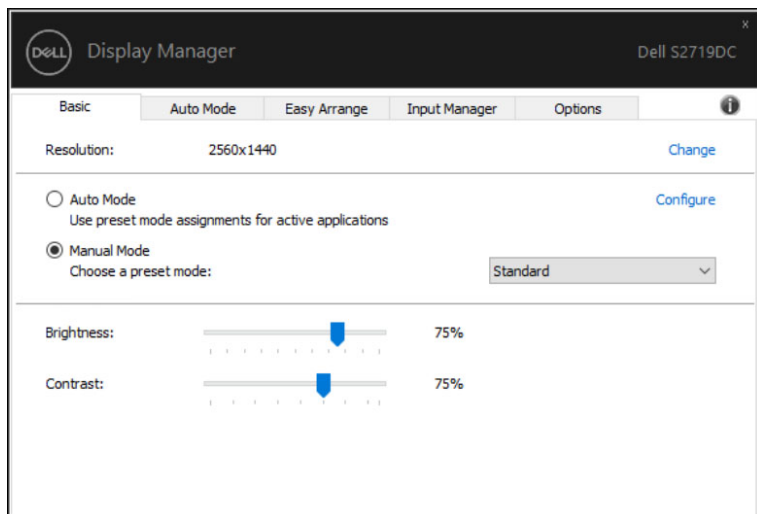 x
DELL Display Manager Dell S2719DC
Basic Auto Mode Easy Arrange Input Manager Options i
Resolution: 2560x1440 Change
Auto Mode Configure
Use preset mode assignments for active applications
Manual Mode
Choose a preset mode: Standard
Brightness: 75%
Contrast: 75%